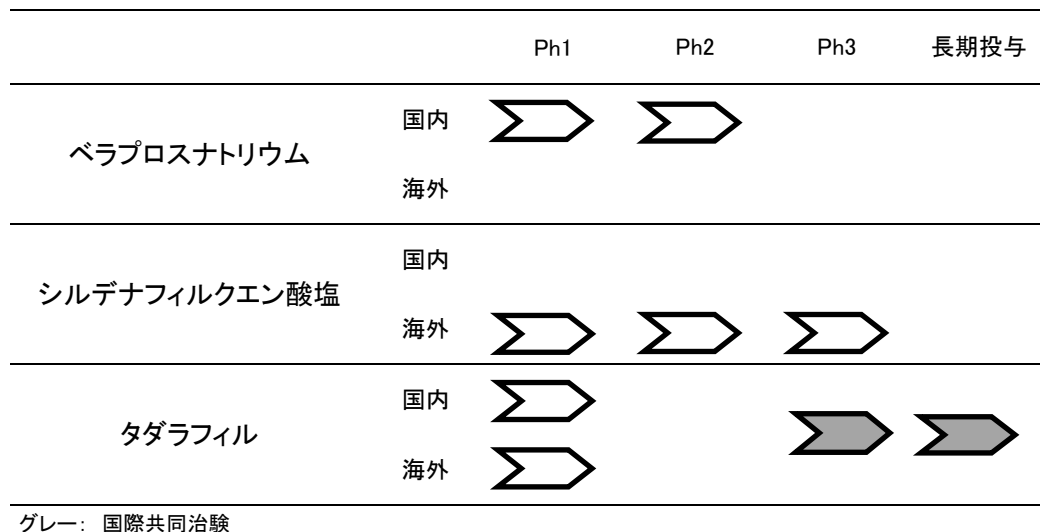 Ph1 Ph2 Ph3 長期投与
国内
ベラプロスナトリウム
海外
国内
シルデナフィルクエン酸塩
海外
国内
タダラフィル
海外
グレー： 国際共同治験